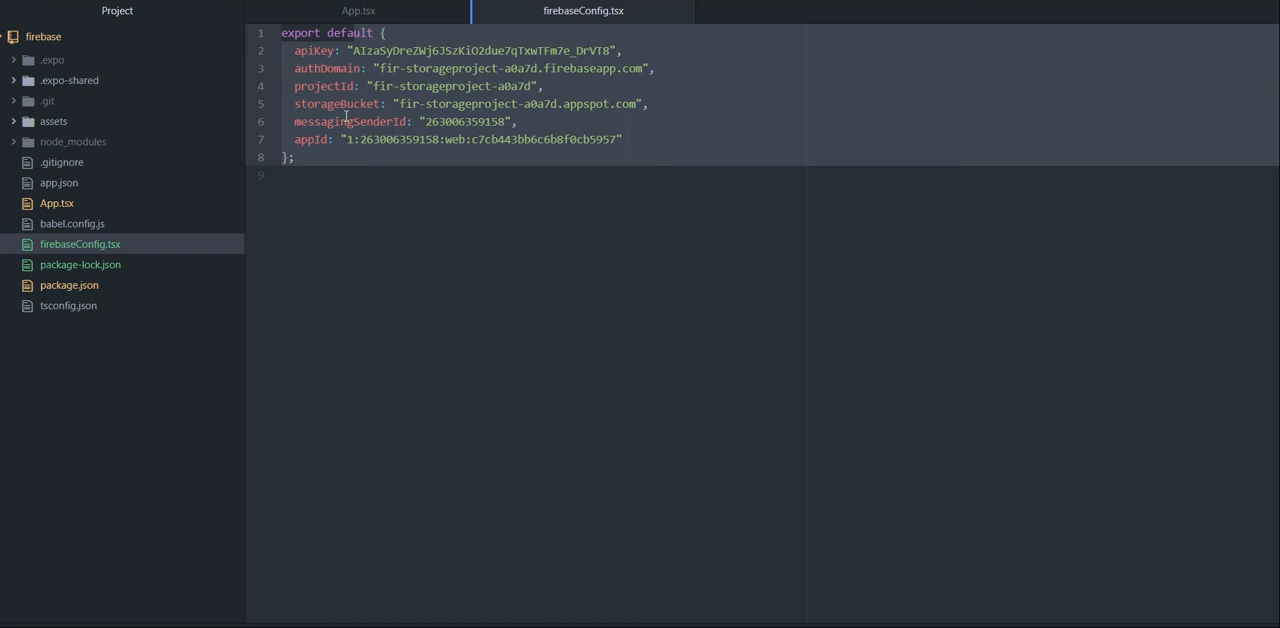 Project
App.tsx
firebaseConfig.tsx
firebase
.expo
.expo-shared
.git
assets
node_modules
.gitignore
app.json
App.tsx
babel.config.js
firebaseConfig.tsx
package-lock.json
package.json
tsconfig.json
1 export default {
2 apiKey: "AIzaSyDreZWj6JSzKiO2due7qTxwTFm7e_DrVT8",
3 authDomain: "fir-storageproject-a0a7d.firebaseapp.com",
4 projectId: "fir-storageproject-a0a7d",
5 storageBucket: "fir-storageproject-a0a7d.appspot.com",
6 messagingSenderId: "263006359158",
7 appId: "1:263006359158:web:c7cb443bb6c6b8f0cb5957"
8 };
9